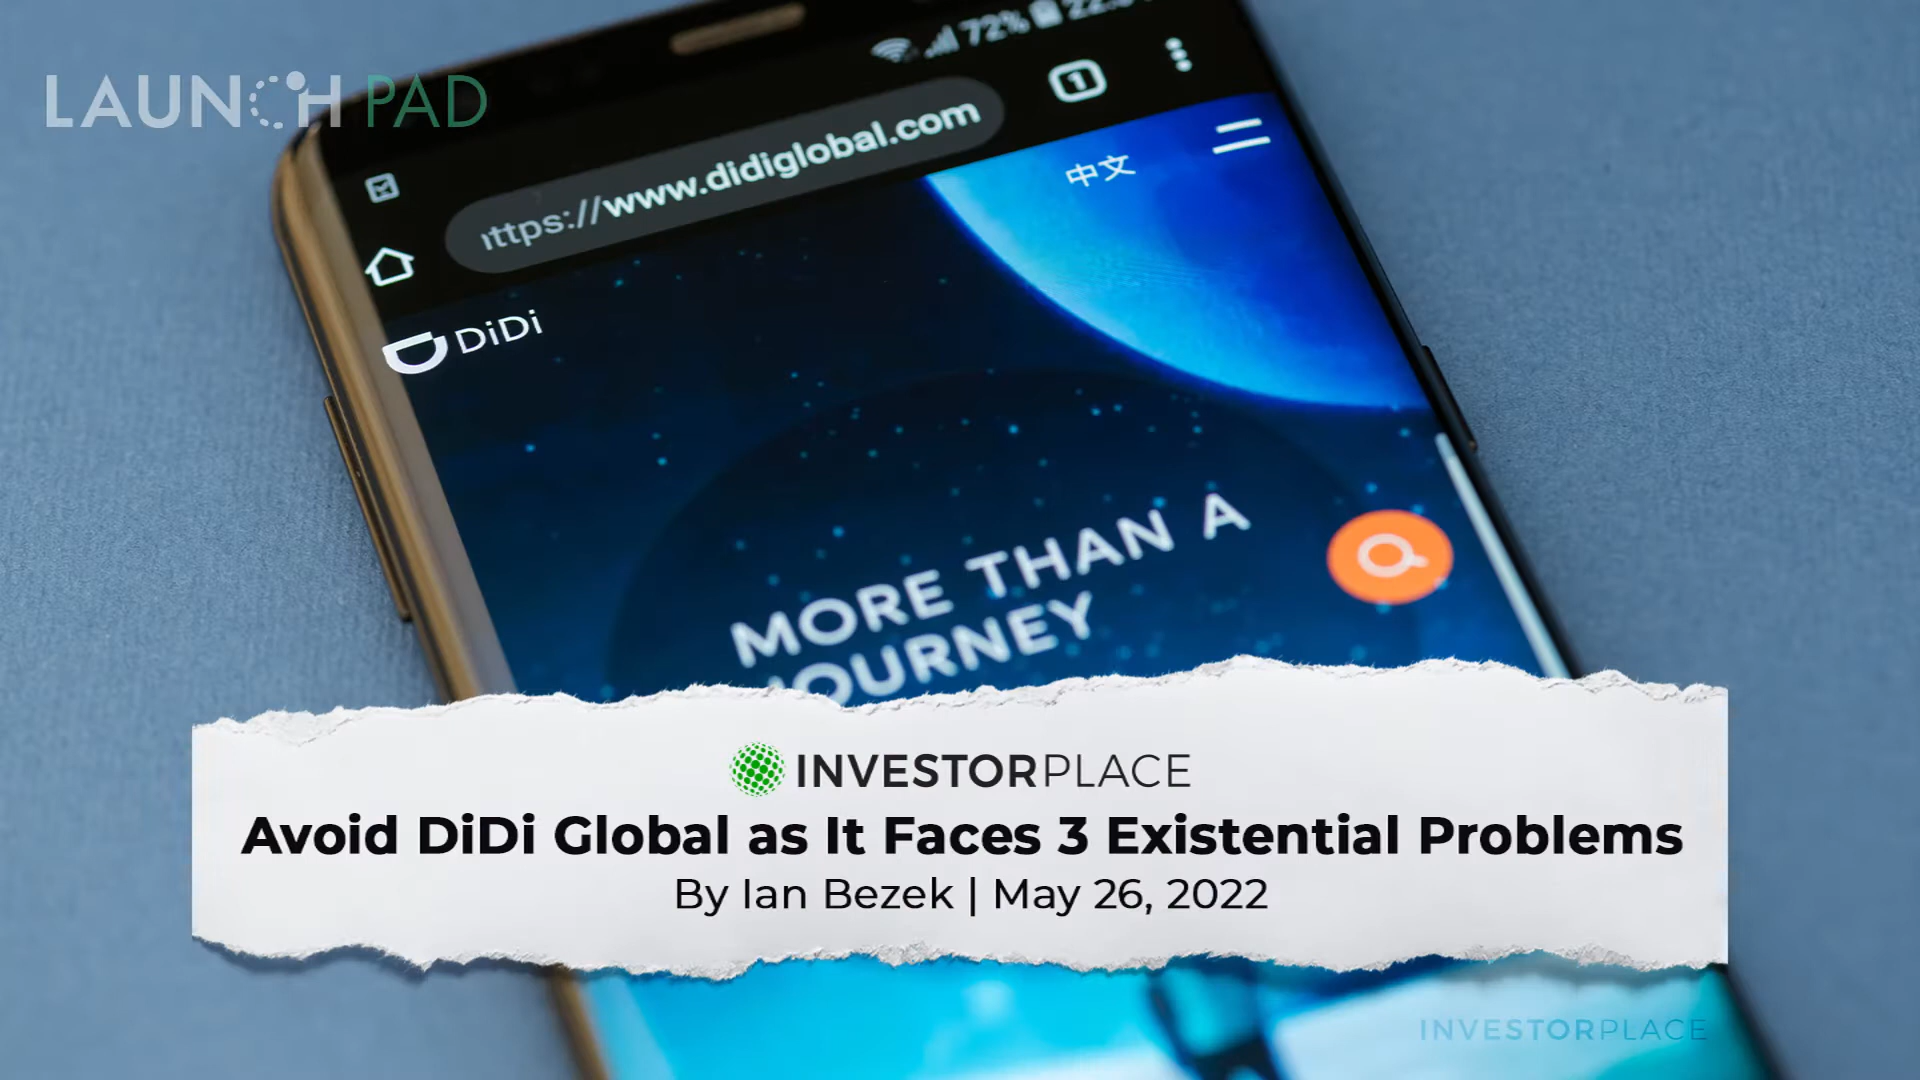 LAUNCH PAD
72%
1
ttps://www.didiglobal.com
中文
DiDi
MORE THAN A
JOURNEY
INVESTORPLACE
Avoid DiDi Global as It Faces 3 Existential Problems
By Ian Bezek | May 26, 2022
INVESTORPLACE